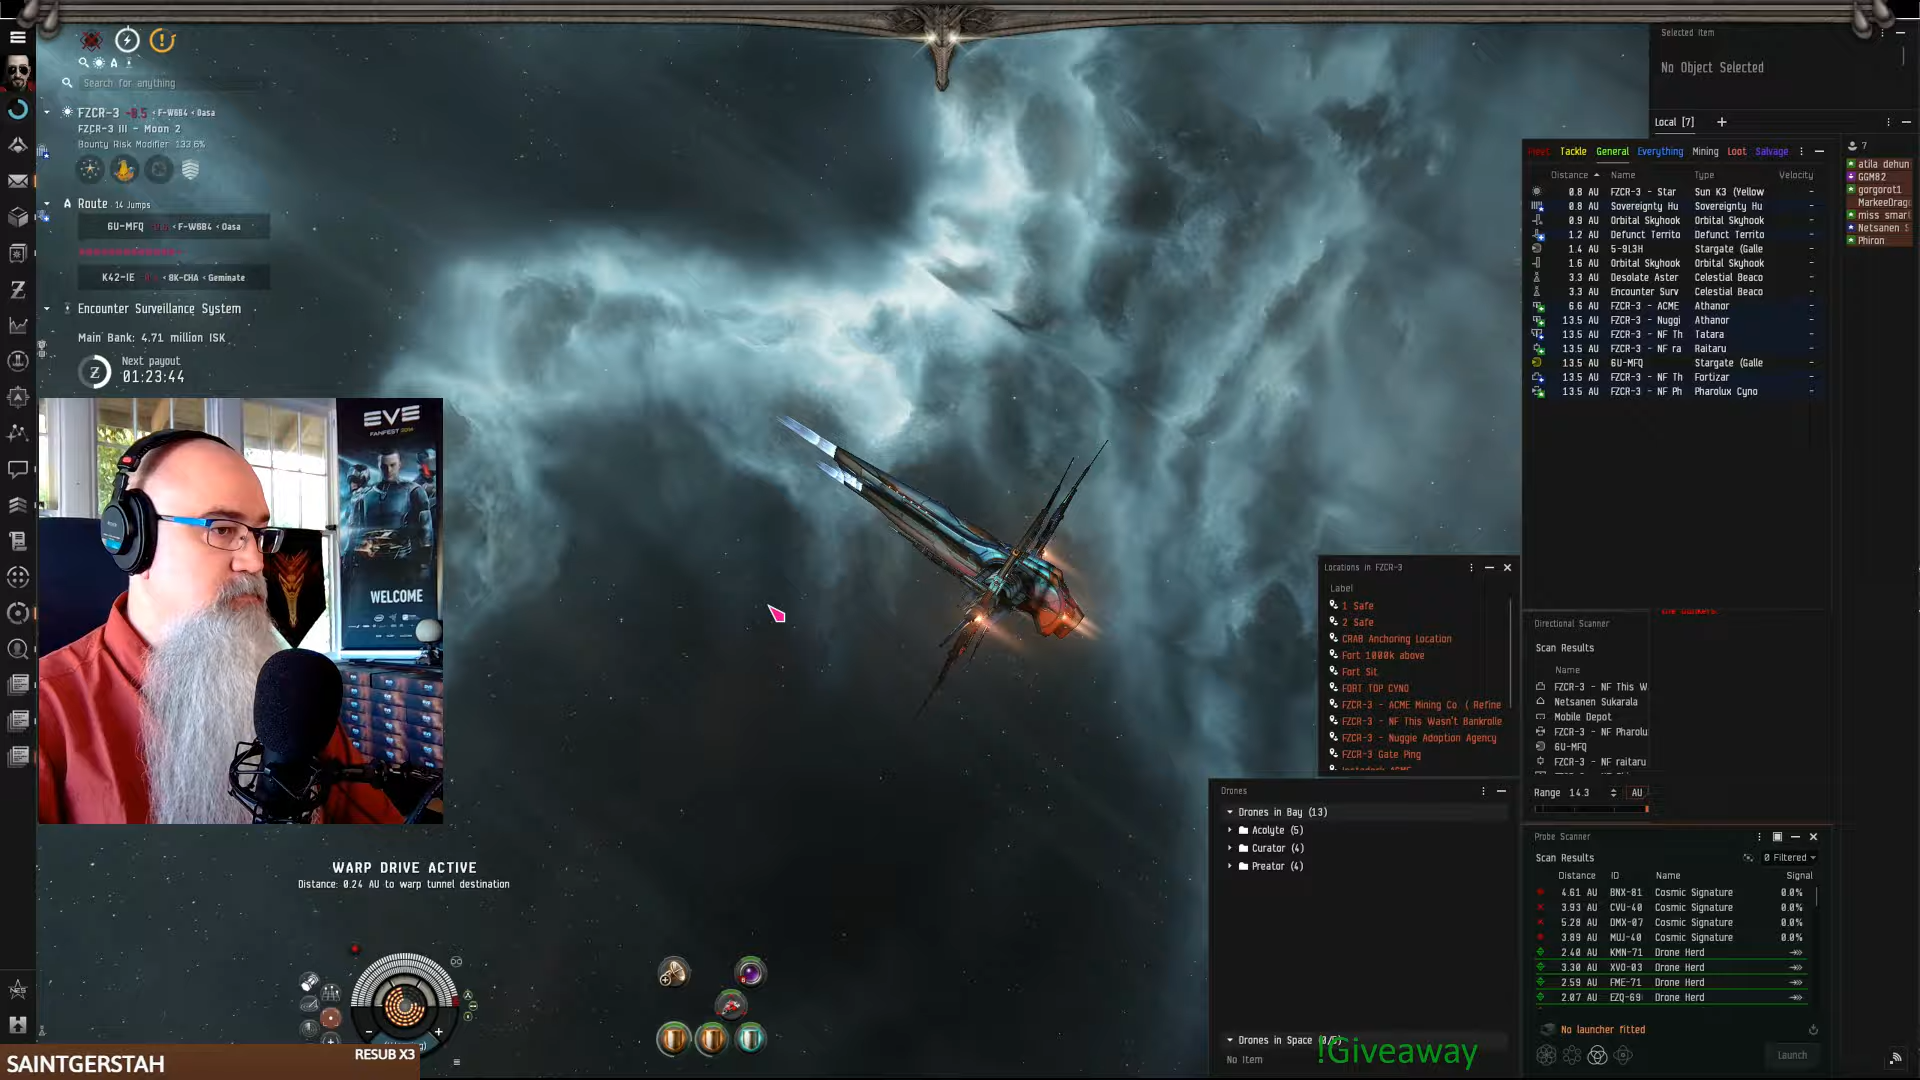 Search for anything
FZCR-3 -0.5 < F-W6B4 < Oasa
FZCR-3 III - Moon 2
Bounty Risk Modifier 133.6%
Route 14 Jumps
6U-MFQ < F-W6B4 < Oasa
K42-IE < 8K-CHA < Geminate
Encounter Surveillance System
Main Bank: 4.71 million ISK
Next payout
01:23:44
EVE
FANFEST 2014
WELCOME
WARP DRIVE ACTIVE
Distance: 0.24 AU to warp tunnel destination
SAINTGERSTAH
RESUB X3
Selected Item
No Object Selected
Local [7]
7
atila dehun
GGM82
gorgorot1
MarkeeDrag
miss smar
Netsanen S
Phiron
Tackle General Everything Mining Loot Salvage
Distance Name Type Velocity
0.8 AU FZCR-3 - Star Sun K3 (Yellow -
0.8 AU Sovereignty Hu Sovereignty Hu -
0.9 AU Orbital Skyhook Orbital Skyhook -
1.2 AU Defunct Territo Defunct Territo -
1.4 AU 5-9L3H Stargate (Galle -
1.6 AU Orbital Skyhook Orbital Skyhook -
3.3 AU Desolate Aster Celestial Beaco -
3.3 AU Encounter Surv Celestial Beaco -
6.6 AU FZCR-3 - ACME Athanor -
13.5 AU FZCR-3 - Nuggi Athanor -
13.5 AU FZCR-3 - NF Th Tatara -
13.5 AU FZCR-3 - NF ra Raitaru -
13.5 AU 6U-MFQ Stargate (Galle -
13.5 AU FZCR-3 - NF Th Fortizar -
13.5 AU FZCR-3 - NF Ph Pharolux Cyno -
Locations in FZCR-3
Label
1 Safe
2 Safe
CRAB Anchoring Location
Fort 1000k above
Fort Sit
FORT TOP CYNO
FZCR-3 - ACME Mining Co. ( Refine
FZCR-3 - NF This Wasn't Bankrolle
FZCR-3 - Nuggie Adoption Agency
FZCR-3 Gate Ping
Directional Scanner
Scan Results
Name
FZCR-3 - NF This W
Netsanen Sukarala
Mobile Depot
FZCR-3 - NF Pharolu
6U-MFQ
FZCR-3 - NF raitaru
Range 14.3 AU
Drones
Drones in Bay (13)
Acolyte (5)
Curator (4)
Preator (4)
Drones in Space (0/5)
No Item
!Giveaway
Probe Scanner
Scan Results 0 Filtered
Distance ID Name Signal
4.61 AU BNX-81 Cosmic Signature 0.0%
3.93 AU CVU-40 Cosmic Signature 0.0%
5.28 AU DMX-07 Cosmic Signature 0.0%
3.89 AU MUJ-40 Cosmic Signature 0.0%
2.40 AU KMN-71 Drone Herd
3.30 AU XVO-03 Drone Herd
2.59 AU FME-71 Drone Herd
2.07 AU EZQ-69 Drone Herd
No launcher fitted
Launch